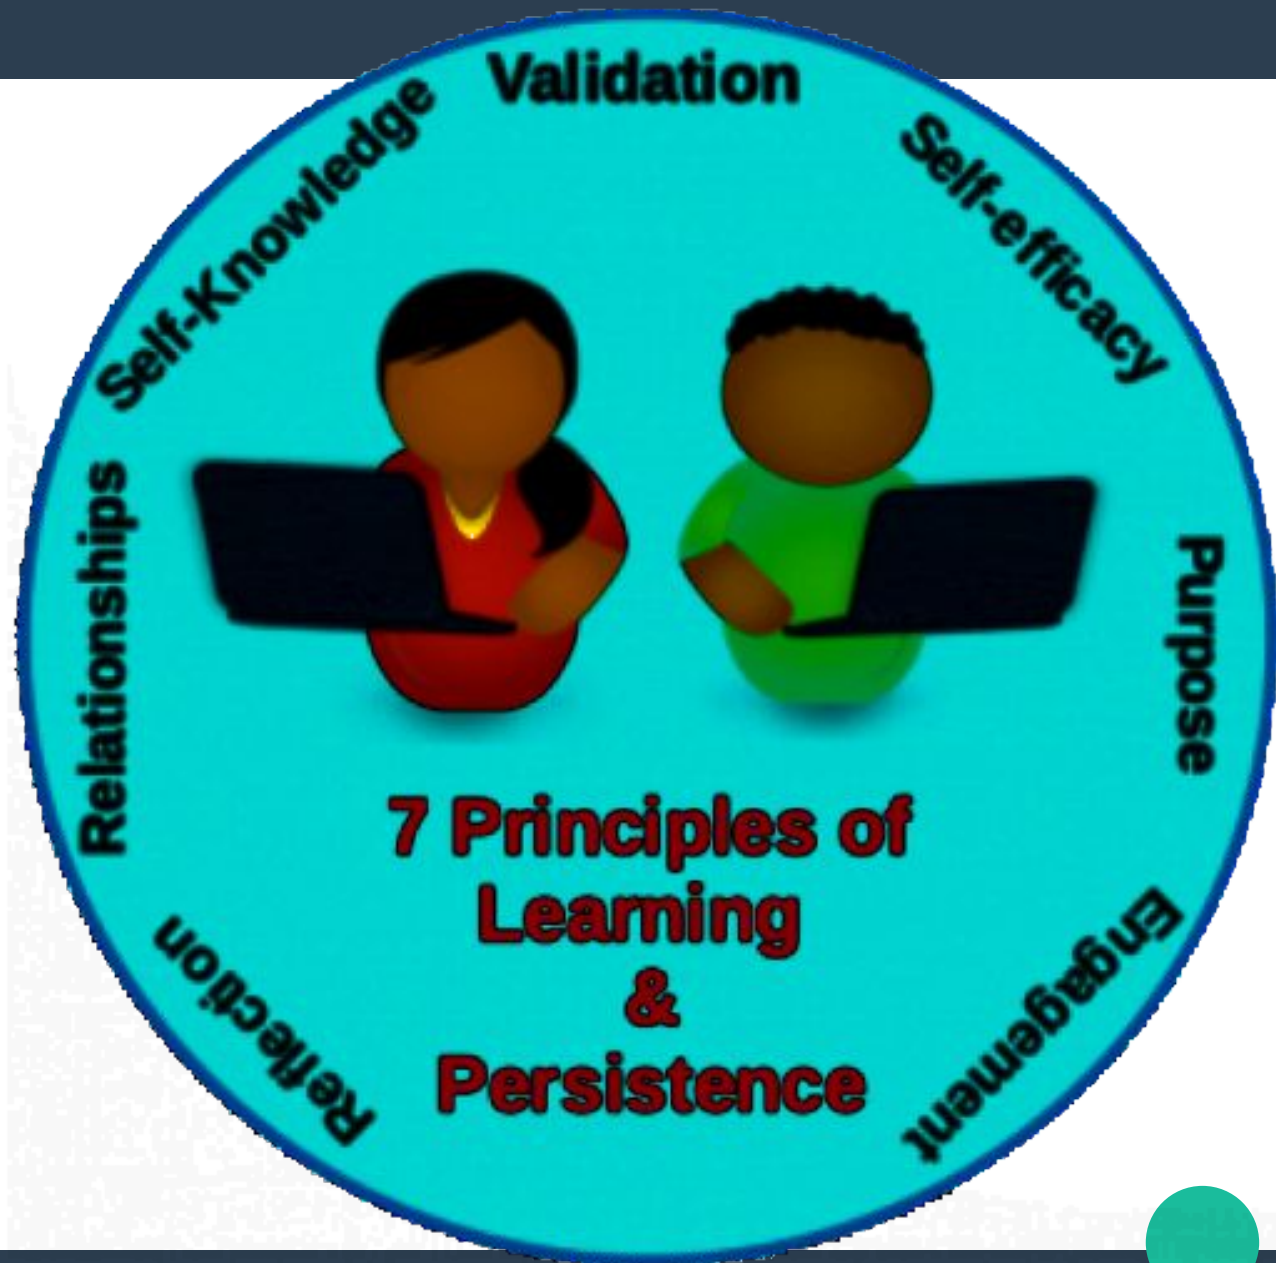 Validation
Self-efficacy
Purpose
Engagement
Reflection
Relationships
Self-Knowledge
7 Principles of
Learning
&
Persistence